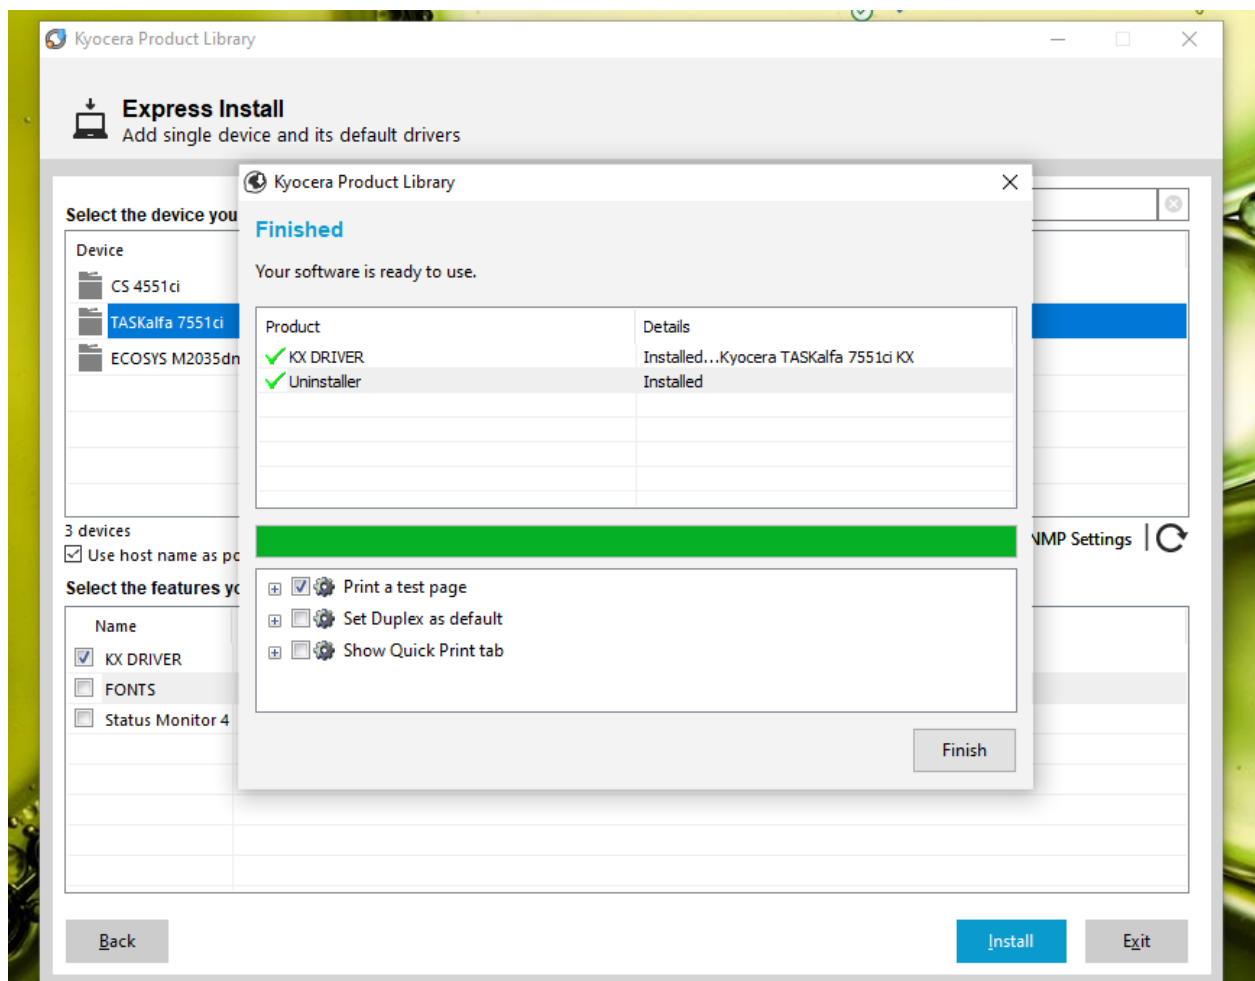 Kyocera Product Library
Express Install
Add single device and its default drivers
Kyocera Product Library
Finished
Your software is ready to use.
Product Details
KX DRIVER Installed...Kyocera TASKalfa 7551ci KX
Uninstaller Installed
Print a test page
Set Duplex as default
Show Quick Print tab
Finish
Select the device you
Device
CS 4551ci
TASKalfa 7551ci
ECOSYS M2035dn
3 devices
Use host name as po
NMP Settings
Select the features yo
Name
KX DRIVER
FONTS
Status Monitor 4
Back Install Exit